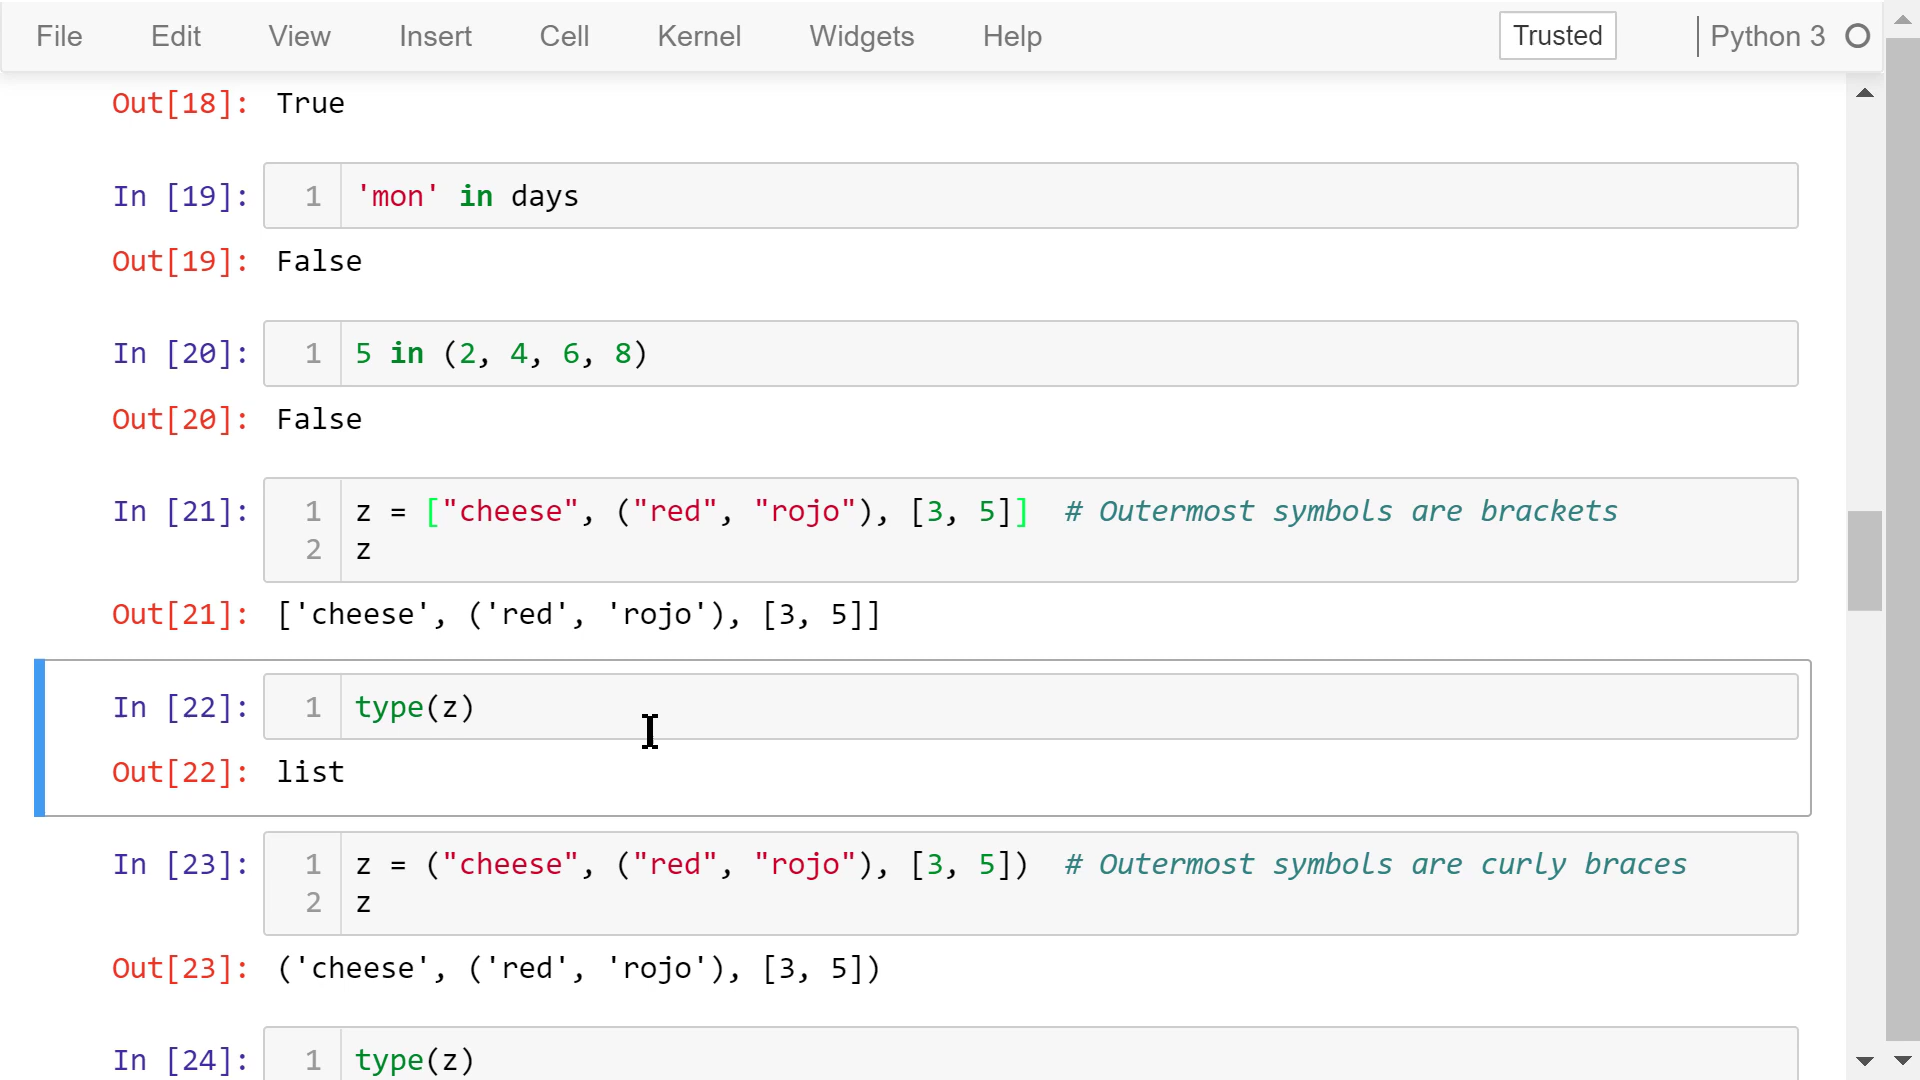 File Edit View Insert Cell Kernel Widgets Help Trusted Python 3
Out[18]: True
In [19]: 1 'mon' in days
Out[19]: False
In [20]: 1 5 in (2, 4, 6, 8)
Out[20]: False
In [21]: 1 z = ["cheese", ("red", "rojo"), [3, 5]]  # Outermost symbols are brackets
2 z
Out[21]: ['cheese', ('red', 'rojo'), [3, 5]]
In [22]: 1 type(z)
Out[22]: list
In [23]: 1 z = ("cheese", ("red", "rojo"), [3, 5])  # Outermost symbols are curly braces
2 z
Out[23]: ('cheese', ('red', 'rojo'), [3, 5])
In [24]: 1 type(z)